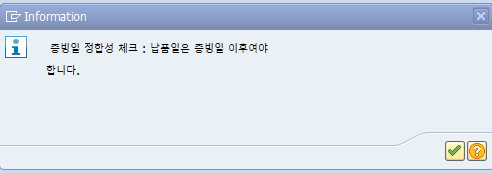 Information
증빙일 정합성 체크 : 납품일은 증빙일 이후여야
합니다.